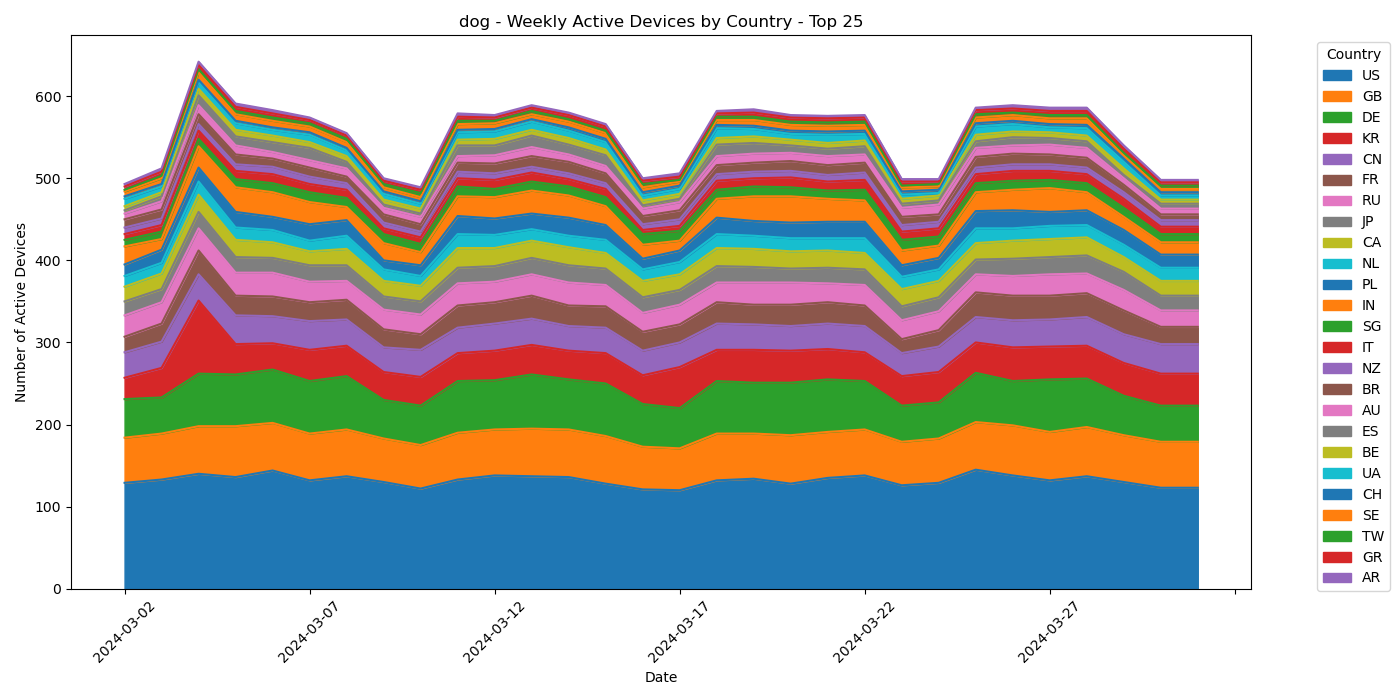 dog - Weekly Active Devices by Country - Top 25
Number of Active Devices
600
500
400
300
200
100
0
2024-03-02
2024-03-07
2024-03-12
2024-03-17
2024-03-22
2024-03-27
Date
Country
US
GB
DE
KR
CN
FR
RU
JP
CA
NL
PL
IN
SG
IT
NZ
BR
AU
ES
BE
UA
CH
SE
TW
GR
AR